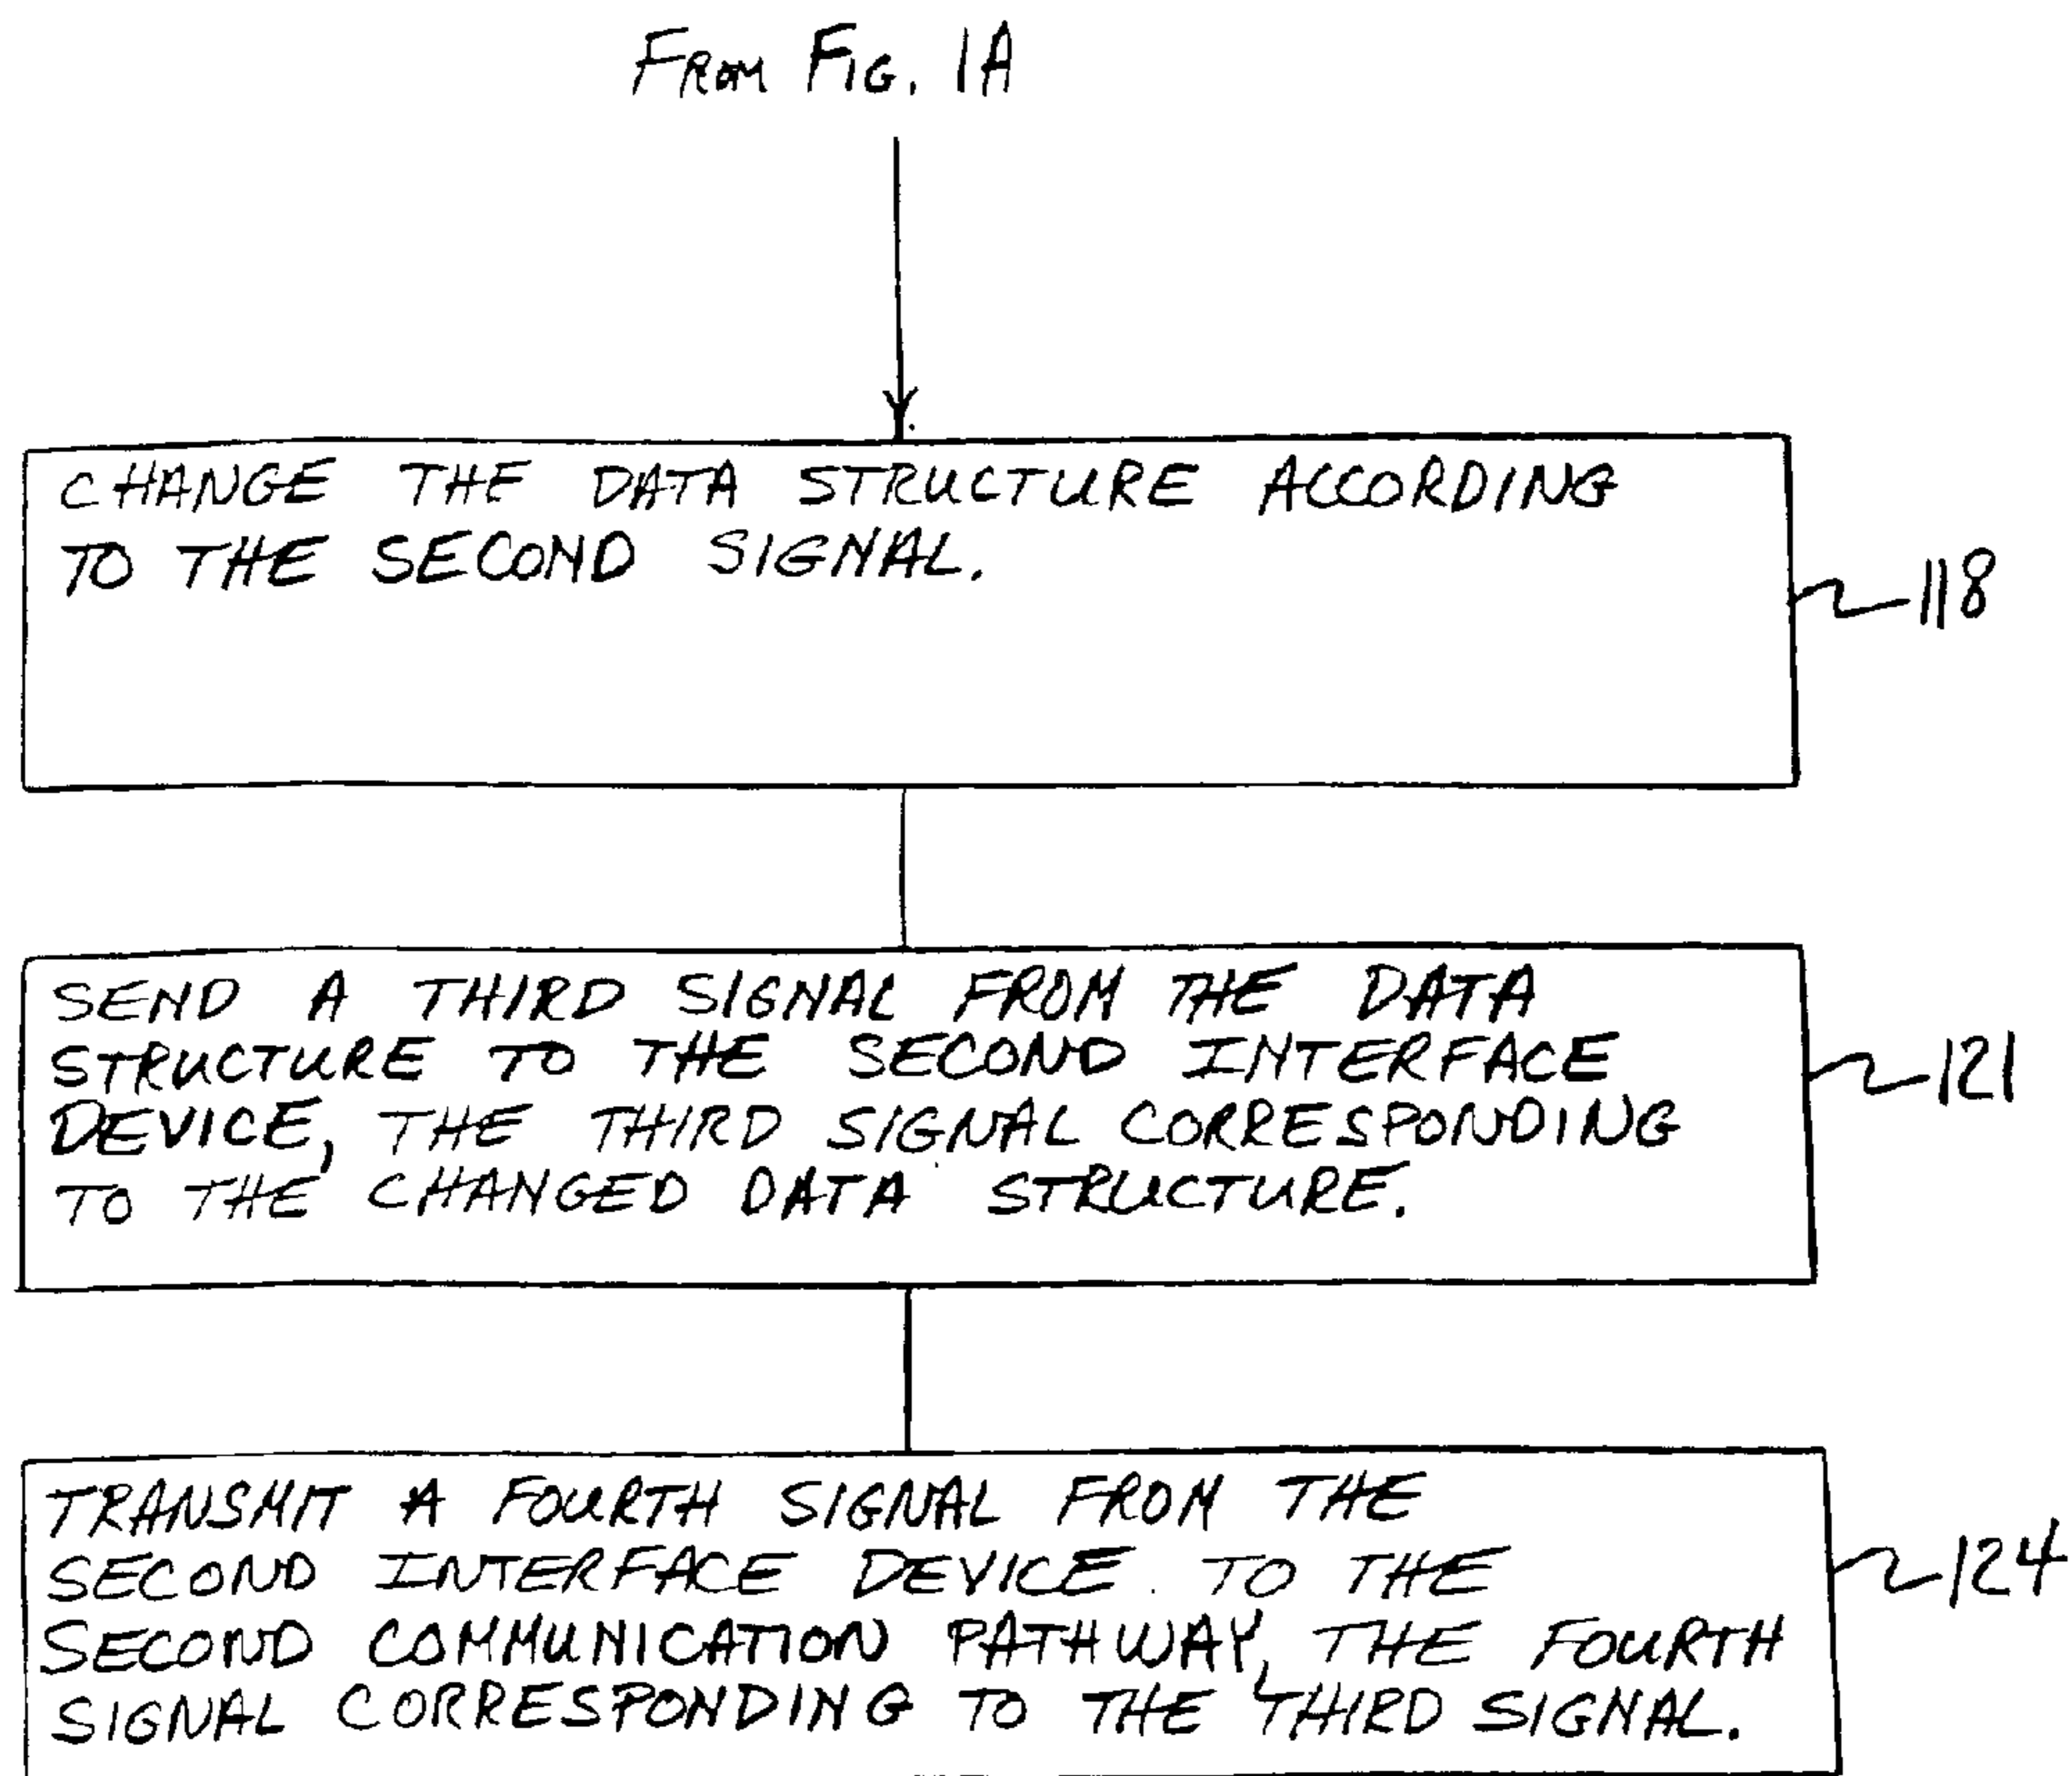 FROM FIG. 1A
CHANGE THE DATA STRUCTURE ACCORDING
TO THE SECOND SIGNAL.
118
SEND A THIRD SIGNAL FROM THE DATA
STRUCTURE TO THE SECOND INTERFACE
DEVICE, THE THIRD SIGNAL CORRESPONDING
TO THE CHANGED DATA STRUCTURE.
121
TRANSMIT A FOURTH SIGNAL FROM THE
SECOND INTERFACE DEVICE TO THE
SECOND COMMUNICATION PATHWAY, THE FOURTH
SIGNAL CORRESPONDING TO THE THIRD SIGNAL.
124